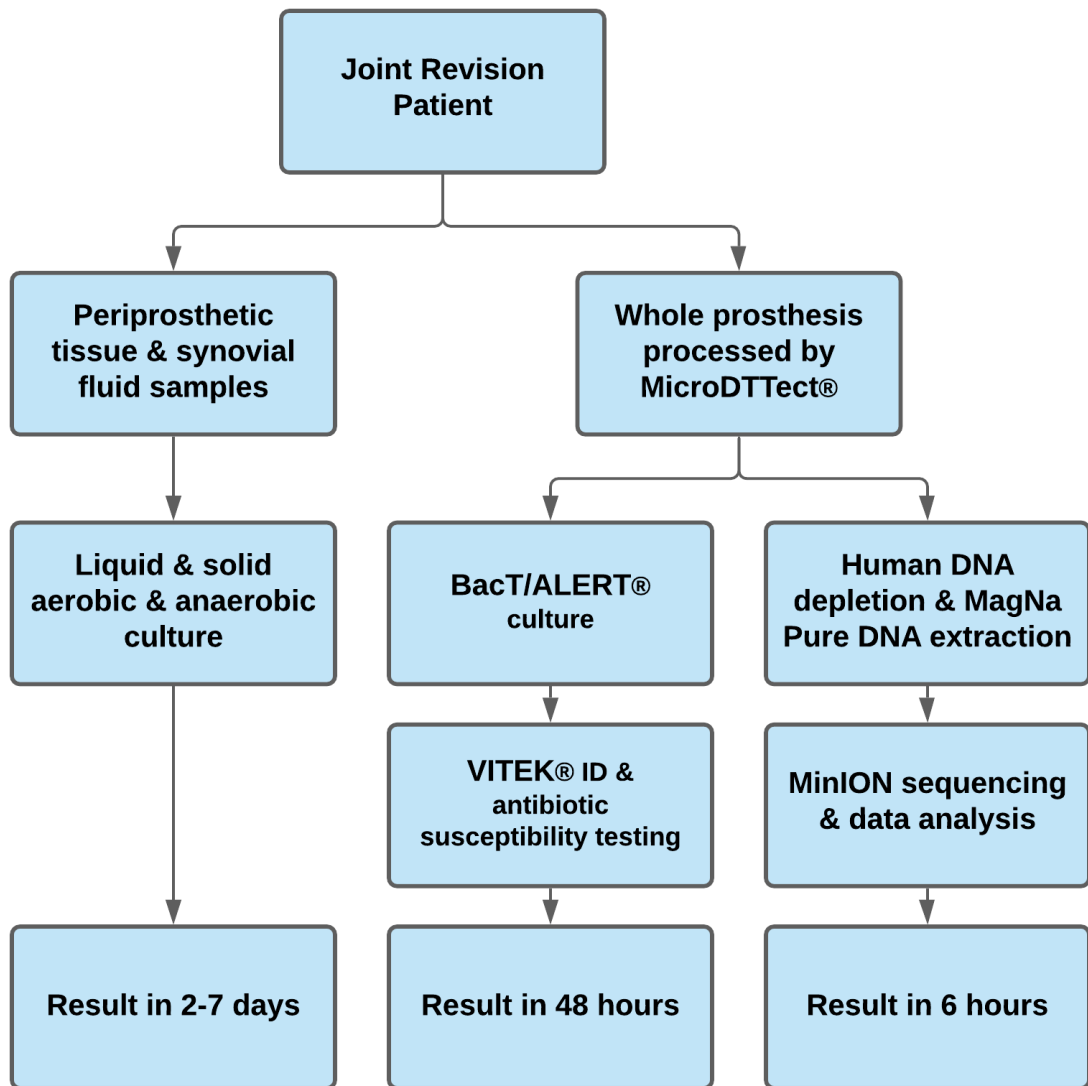 Joint Revision
Patient
Periprosthetic
tissue & synovial
fluid samples
Whole prosthesis
processed by
MicroDTTect®
Liquid & solid
aerobic & anaerobic
culture
BacT/ALERT®
culture
Human DNA
depletion & MagNa
Pure DNA extraction
VITEK® ID &
antibiotic
susceptibility testing
MinION sequencing
& data analysis
Result in 2-7 days
Result in 48 hours
Result in 6 hours